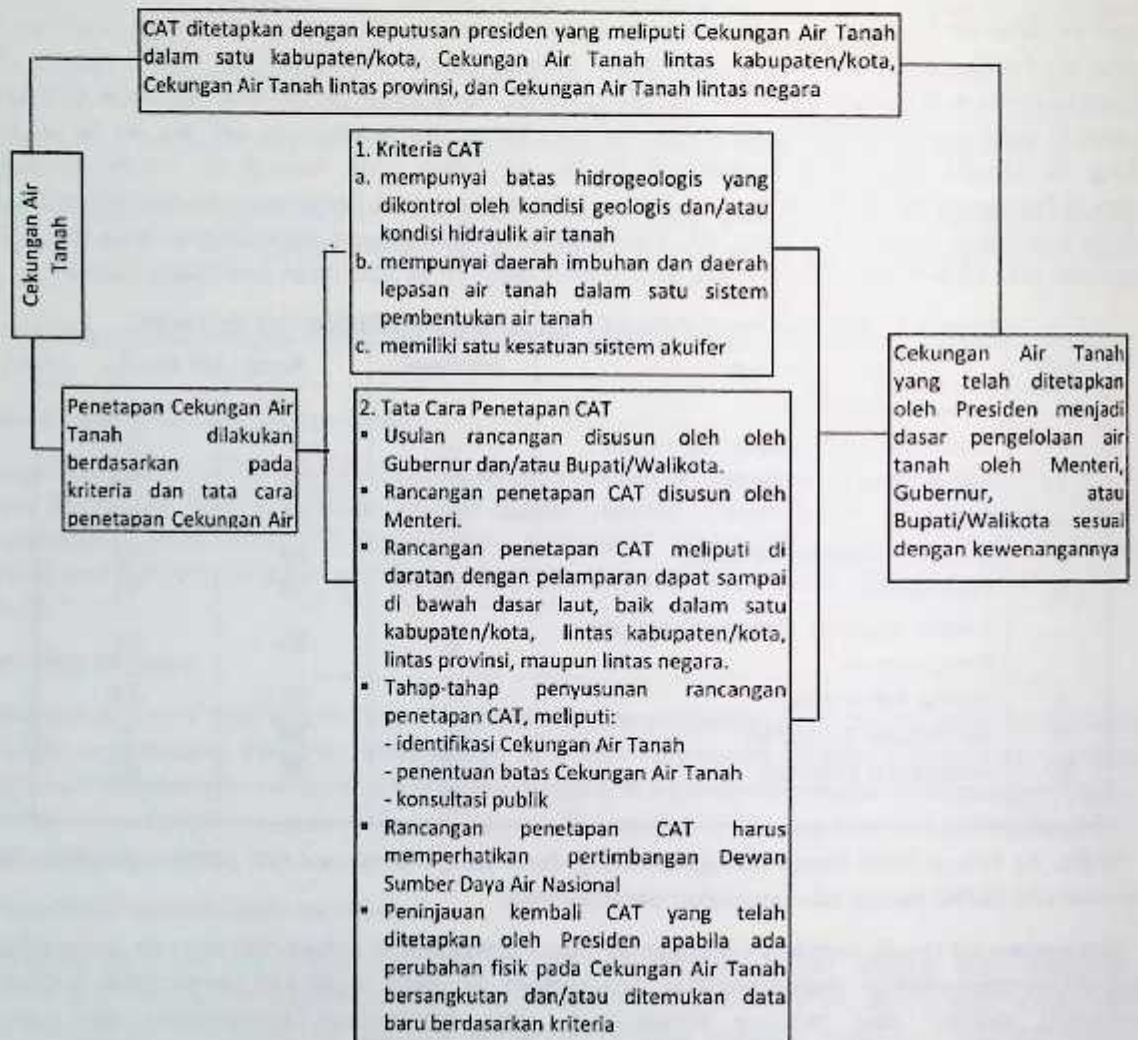 CAT ditetapkan dengan keputusan presiden yang meliputi Cekungan Air Tanah
dalam satu kabupaten/kota, Cekungan Air Tanah lintas kabupaten/kota,
Cekungan Air Tanah lintas provinsi, dan Cekungan Air Tanah lintas negara
Cekungan Air
Tanah
Penetapan Cekungan Air
Tanah dilakukan
berdasarkan pada
kriteria dan tata cara
penetapan Cekungan Air
1. Kriteria CAT
a. mempunyai batas hidrogeologis yang
dikontrol oleh kondisi geologis dan/atau
kondisi hidraulik air tanah
b. mempunyai daerah imbuhan dan daerah
lepasan air tanah dalam satu sistem
pembentukan air tanah
c. memiliki satu kesatuan sistem akuifer
2. Tata Cara Penetapan CAT
▪ Usulan rancangan disusun oleh oleh
Gubernur dan/atau Bupati/Walikota.
▪ Rancangan penetapan CAT disusun oleh
Menteri.
▪ Rancangan penetapan CAT meliputi di
daratan dengan pelamparan dapat sampai
di bawah dasar laut, baik dalam satu
kabupaten/kota, lintas kabupaten/kota,
lintas provinsi, maupun lintas negara.
▪ Tahap-tahap penyusunan rancangan
penetapan CAT, meliputi:
- identifikasi Cekungan Air Tanah
- penentuan batas Cekungan Air Tanah
- konsultasi publik
▪ Rancangan penetapan CAT harus
memperhatikan pertimbangan Dewan
Sumber Daya Air Nasional
▪ Peninjauan kembali CAT yang telah
ditetapkan oleh Presiden apabila ada
perubahan fisik pada Cekungan Air Tanah
bersangkutan dan/atau ditemukan data
baru berdasarkan kriteria
Cekungan Air Tanah
yang telah ditetapkan
oleh Presiden menjadi
dasar pengelolaan air
tanah oleh Menteri,
Gubernur, atau
Bupati/Walikota sesuai
dengan kewenangannya